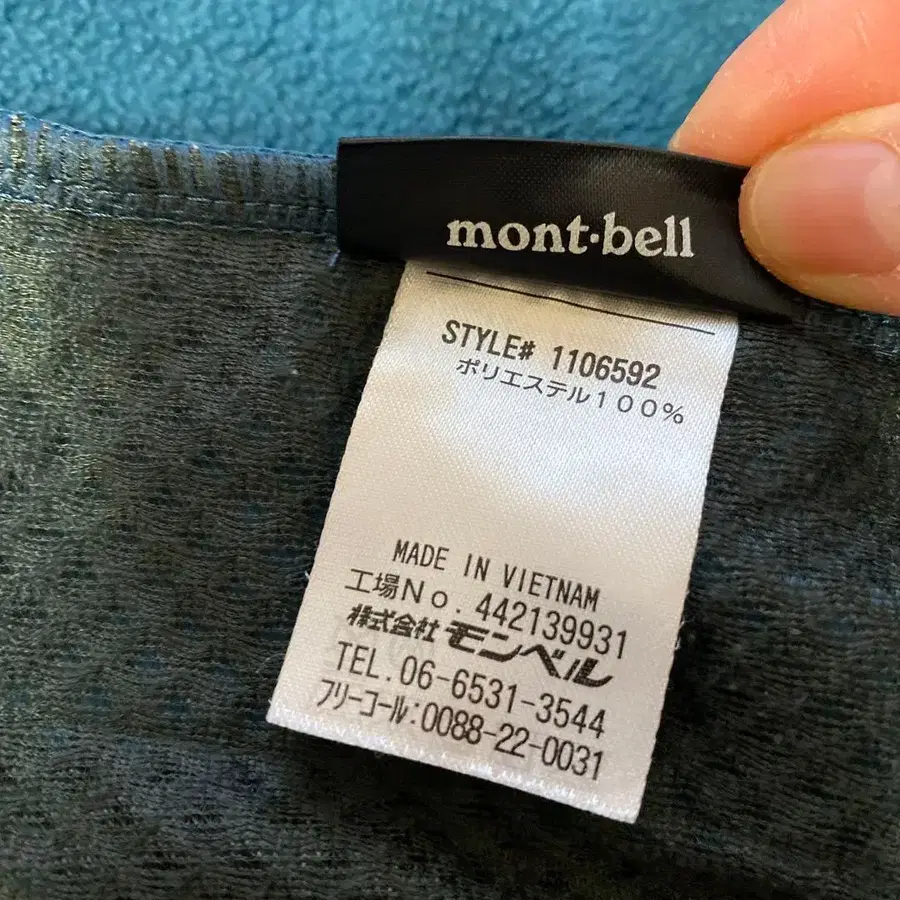 mont·bell
STYLE# 1106592
ポリエステル100%
MADE IN VIETNAM
工場No. 442139931
株式会社 モンベル
TEL. 06-6531-3544
フリーコール:0088-22-0031